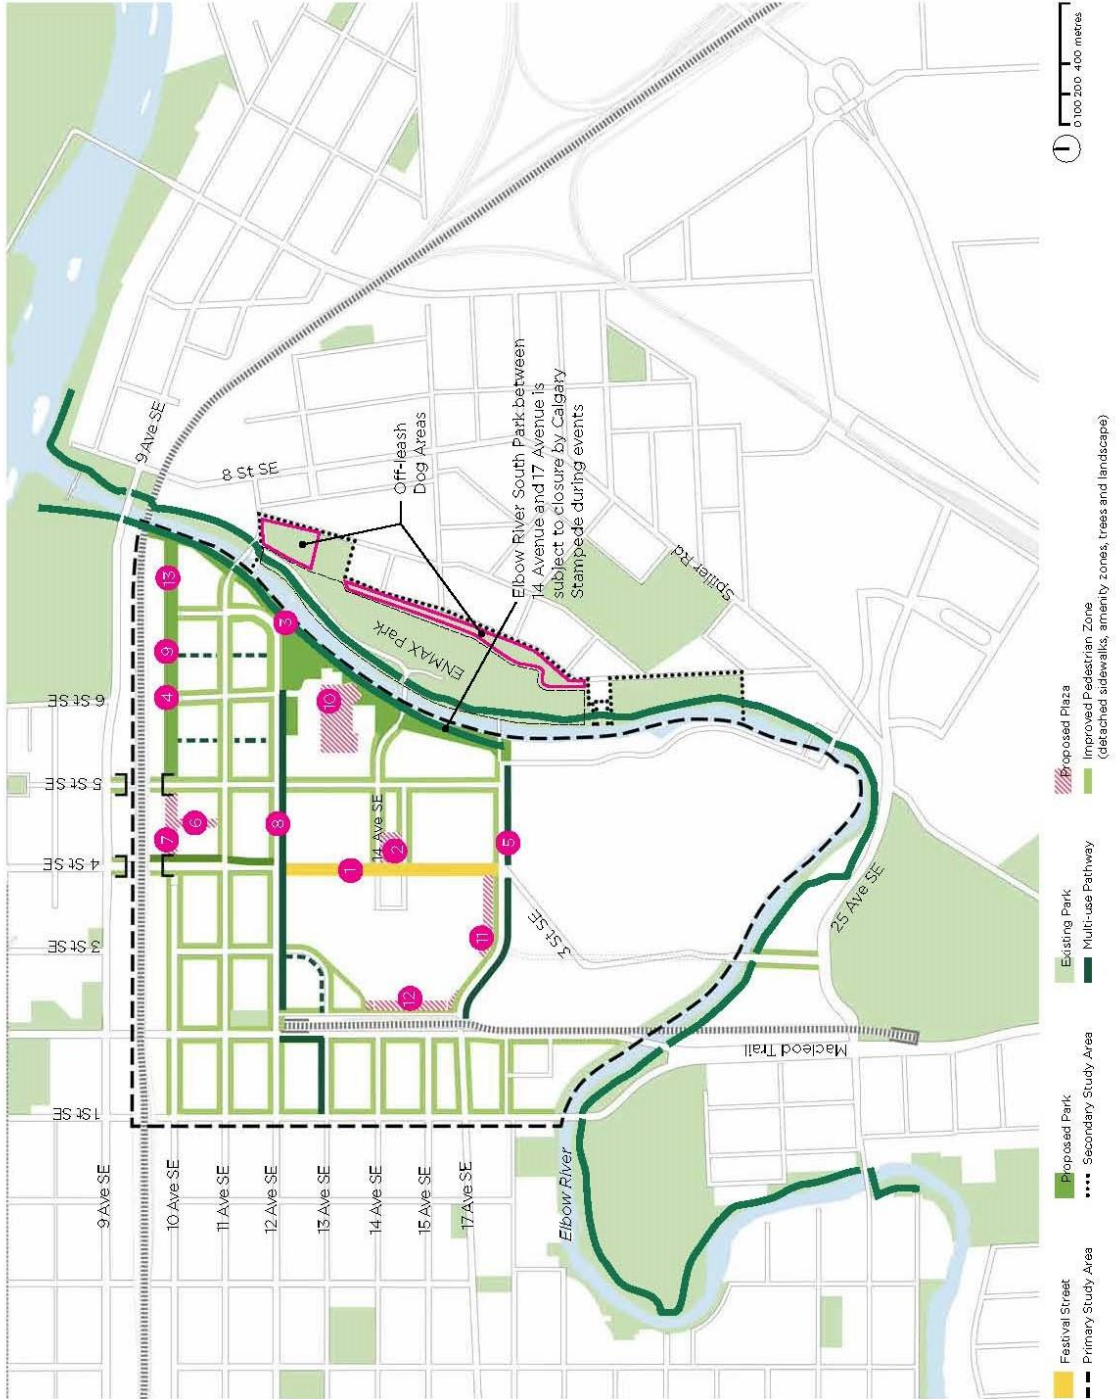 9 Ave SE
10 Ave SE
11 Ave SE
12 Ave SE
13 Ave SE
14 Ave SE
15 Ave SE
17 Ave SE
1St SE
3 St SE
4 St SE
5 St SE
6 St SE
9 Ave SE
8 St SE
13
9
4
7
6
3
8
10
14 Ave SE
2
1
5
11
12
3 St SE
ENMAX Park
Off-leash
Dog Areas
Elbow River South Park between
14 Avenue and 17 Avenue is
subject to closure by Calgary
Stampede during events
Spiller Rd
25 Ave SE
Macleod Trail
Elbow River
Festival Street
Primary Study Area
Proposed Park
Secondary Study Area
Existing Park
Multi-use Pathway
Proposed Plaza
Improved Pedestrian Zone
(detached sidewalks, amenity zones, trees and landscape)
0 100 200 400 metres